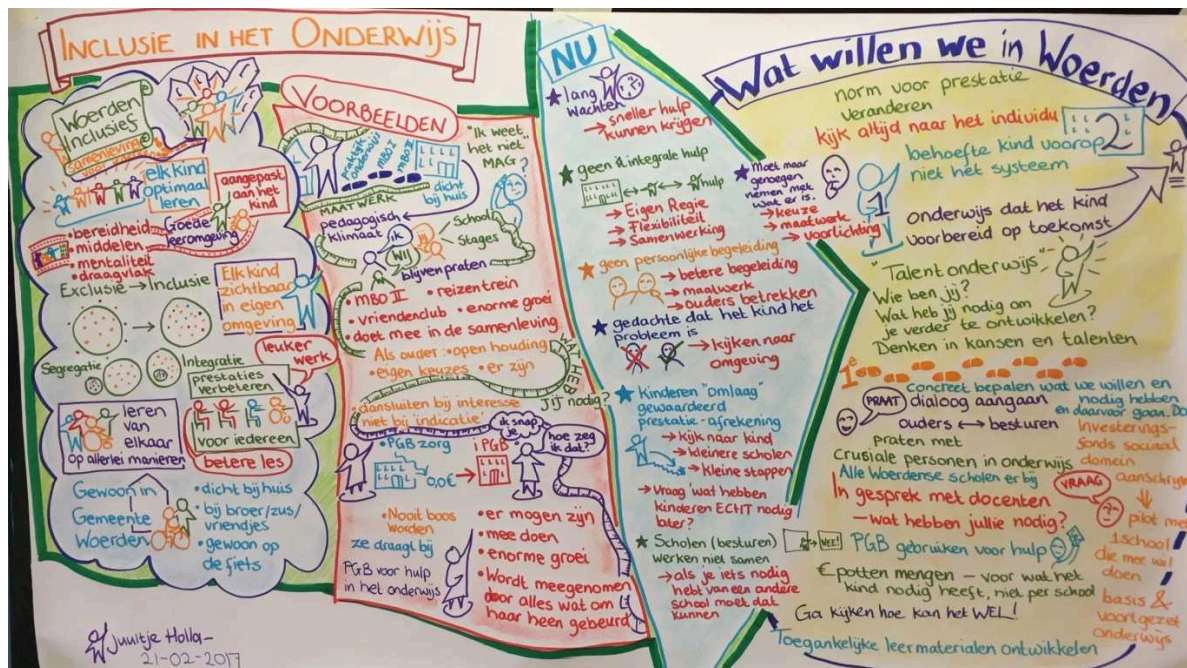 INCLUSIE IN HET ONDERWIJS
Woerden
Inclusief
samenleving
voor
elk kind
optimaal
leren
aangepast
aan het
kind
Goede
leeromgeving
• bereidheid
• middelen
• mentaliteit
• draagvlak
Exclusie → Inclusie
Elk kind
zichtbaar
in eigen
omgeving
Segregatie
Integratie
leuker
werk
prestaties
verbeteren
voor iedereen
betere les
leren
van
elkaar
op allerlei manieren
Gewoon in
Gemeente
Woerden
• dicht bij huis
• bij broer/zus/
vriendjes
• gewoon op
de fiets
Juultje Holla-
21-02-2017
VOORBEELDEN
praktijk
onderwijs
MBO 2
MBO II
MAATWERK
dicht
bij huis
"Ik weet
het niet"
MAG?
pedagogisch
klimaat
ik
WIJ
School
Stages
blijven praten
• MBO II
• reizen trein
• vriendenclub
• enorme groei
• doet mee in de samenleving
Als ouder: • open houding
• eigen keuzes
• er zijn
WAT HEB
JIJ nodig?
• aansluiten bij interesse
niet bij indicatie
ik snap
je
hoe zeg
ik dat?
• PGB zorg
0,0€
1 PGB
• Nooit boos
worden
ze draagt bij
PGB voor hulp
in het onderwijs
• er mogen zijn
• mee doen
• enorme groei
• Wordt meegenomen
door alles wat om
haar heen gebeurd
NU
lang
wachten
→ sneller hulp
kunnen krijgen
geen 1 integrale hulp
hulp
→ Eigen Regie
→ Flexibiliteit
→ Samenwerking
Moet maar
genoegen
nemen met
wat er is.
→ keuze
→ maatwerk
→ voorlichting
geen persoonlijke begeleiding
→ betere begeleiding
→ maatwerk
→ ouders betrekken
gedachte dat het kind het
probleem is
→ kijken naar
omgeving
Kinderen "omlaag"
gewaardeerd
prestatie - afrekening
→ kijk naar kind
→ kleinere scholen
→ kleine stappen
→ Vraag 'wat hebben
kinderen ECHT nodig
later?
Scholen (besturen)
werken niet samen
→ als je iets nodig
hebt van een andere
school moet dat
kunnen
Wat willen we in Woerden
norm voor prestatie
veranderen
kijk altijd naar het individu
2
behoefte kind voorop
niet het systeem
1
onderwijs dat het kind
voorbereid op toekomst
"Talent onderwijs"
Wie ben jij?
Wat heb jij nodig om
je verder te ontwikkelen?
Denken in kansen en talenten
1e
concreet bepalen wat we willen en
nodig hebben
en daarvoor gaan.
PRAAT
dialoog aangaan
ouders ↔ besturen
praten met
crusiale personen in onderwijs
Alle Woerdense scholen er bij
In gesprek met docenten
- wat hebben jullie nodig?
VRAAG
PGB gebruiken voor hulp
€ potten mengen - voor wat het
kind nodig heeft, niet per school
Ga kijken hoe kan het WEL!
Toegankelijke leermaterialen ontwikkelen
Investerings-
fonds sociaal
domein
aanschrijven
pilot met
1 school
die mee wil
doen
basis &
voortgezet
onderwijs